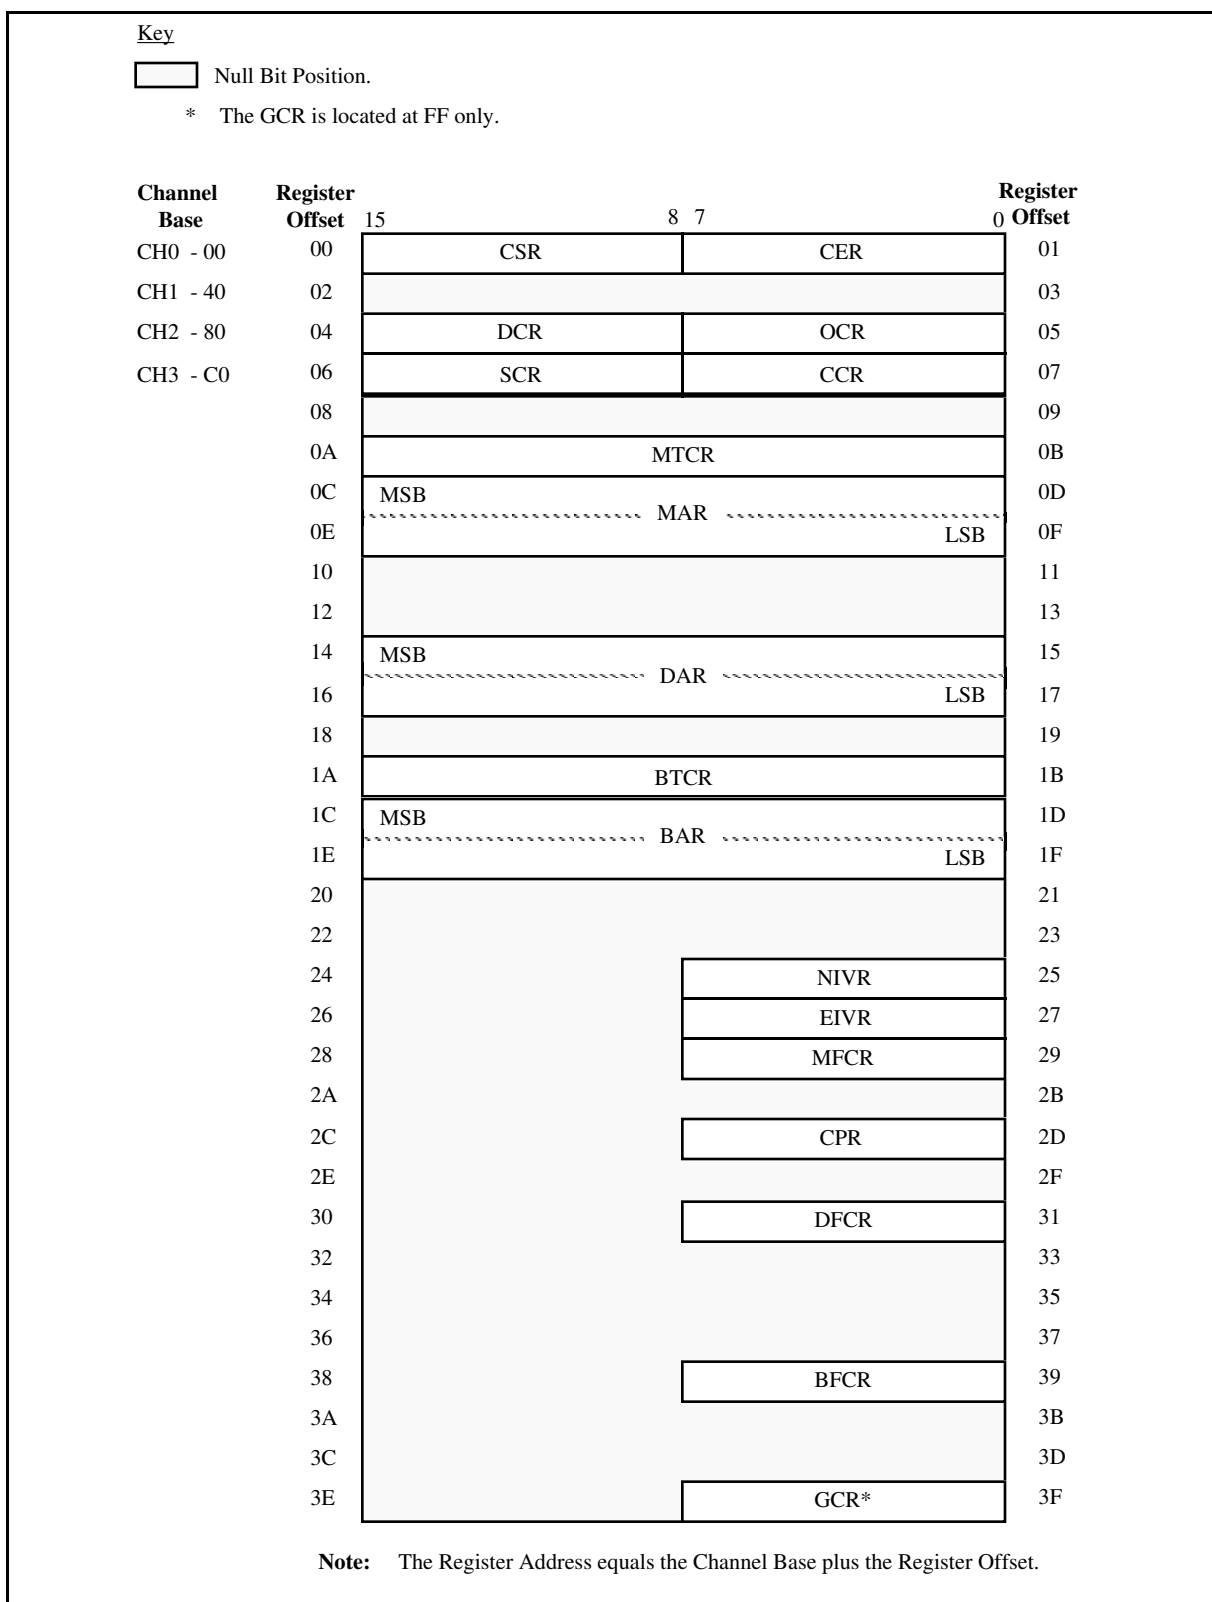 Key
Null Bit Position.
* The GCR is located at FF only.
Channel Register Register
Base Offset 15 8 7 0 Offset
CH0 - 00 00 CSR CER 01
CH1 - 40 02 03
CH2 - 80 04 DCR OCR 05
CH3 - C0 06 SCR CCR 07
08 09
0A MTCR 0B
0C MSB 0D
MAR
0E LSB 0F
10 11
12 13
14 MSB 15
DAR
16 LSB 17
18 19
1A BTCR 1B
1C MSB 1D
BAR
1E LSB 1F
20 21
22 23
24 NIVR 25
26 EIVR 27
28 MFCR 29
2A 2B
2C CPR 2D
2E 2F
30 DFCR 31
32 33
34 35
36 37
38 BFCR 39
3A 3B
3C 3D
3E GCR* 3F
Note: The Register Address equals the Channel Base plus the Register Offset.